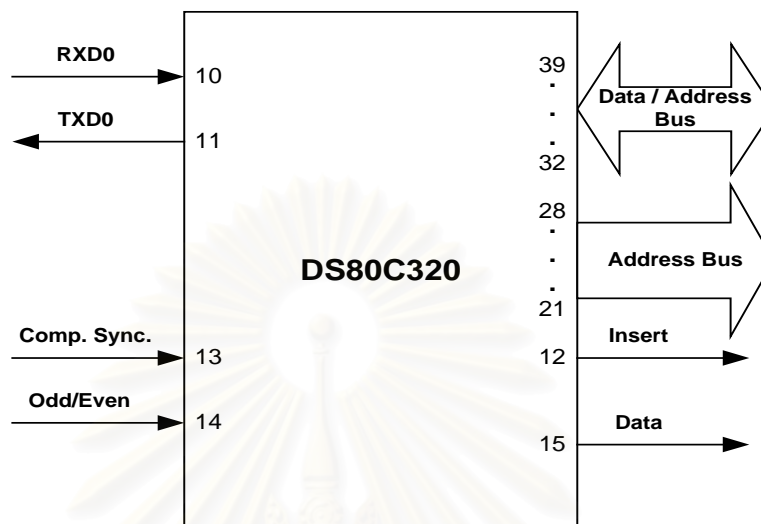 RXD0
10
TXD0
11
Comp. Sync.
13
Odd/Even
14
DS80C320
39
.
.
.
32
Data / Address
Bus
28
.
.
.
21
Address Bus
12
Insert
15
Data